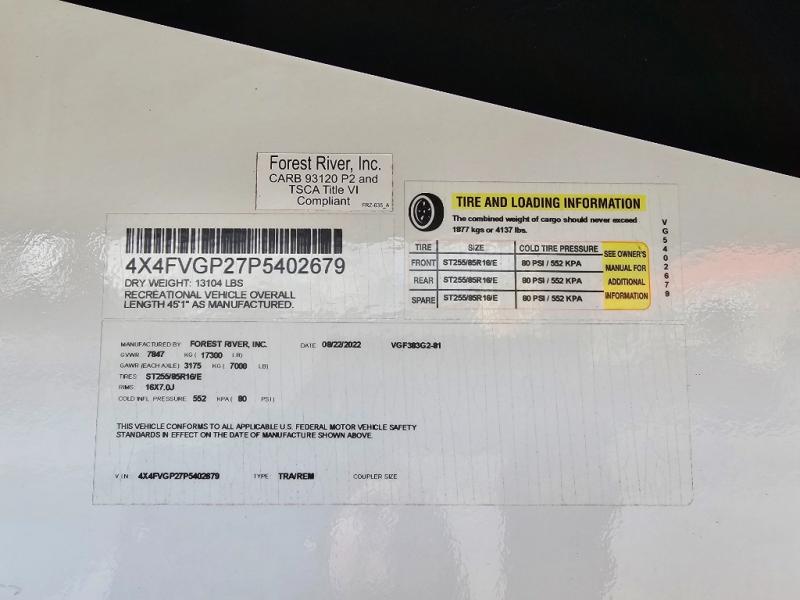 Forest River, Inc.
CARB 93120 P2 and
TSCA Title VI
Compliant
FRZ-635_A
4X4FVGP27P5402679
DRY WEIGHT: 13104 LBS
RECREATIONAL VEHICLE OVERALL
LENGTH 45'1" AS MANUFACTURED.
TIRE AND LOADING INFORMATION
The combined weight of cargo should never exceed
1877 kgs or 4137 lbs.
TIRE SIZE COLD TIRE PRESSURE
FRONT ST255/85R16/E 80 PSI / 552 KPA
REAR ST255/85R16/E 80 PSI / 552 KPA
SPARE ST255/85R16/E 80 PSI / 552 KPA
SEE OWNER'S
MANUAL FOR
ADDITIONAL
INFORMATION
VG5402679
MANUFACTURED BY FOREST RIVER, INC. DATE 08/22/2022 VGF383G2-81
GVWR 7847 KG ( 17300 LB)
GAWR (EACH AXLE) 3175 KG ( 7000 LB)
TIRES: ST255/85R16/E
RIMS: 16X7.0J
COLD INFL PRESSURE 552 KPA ( 80 PSI)
THIS VEHICLE CONFORMS TO ALL APPLICABLE U.S. FEDERAL MOTOR VEHICLE SAFETY
STANDARDS IN EFFECT ON THE DATE OF MANUFACTURE SHOWN ABOVE.
VIN: 4X4FVGP27P5402679 TYPE: TRA/REM COUPLER SIZE